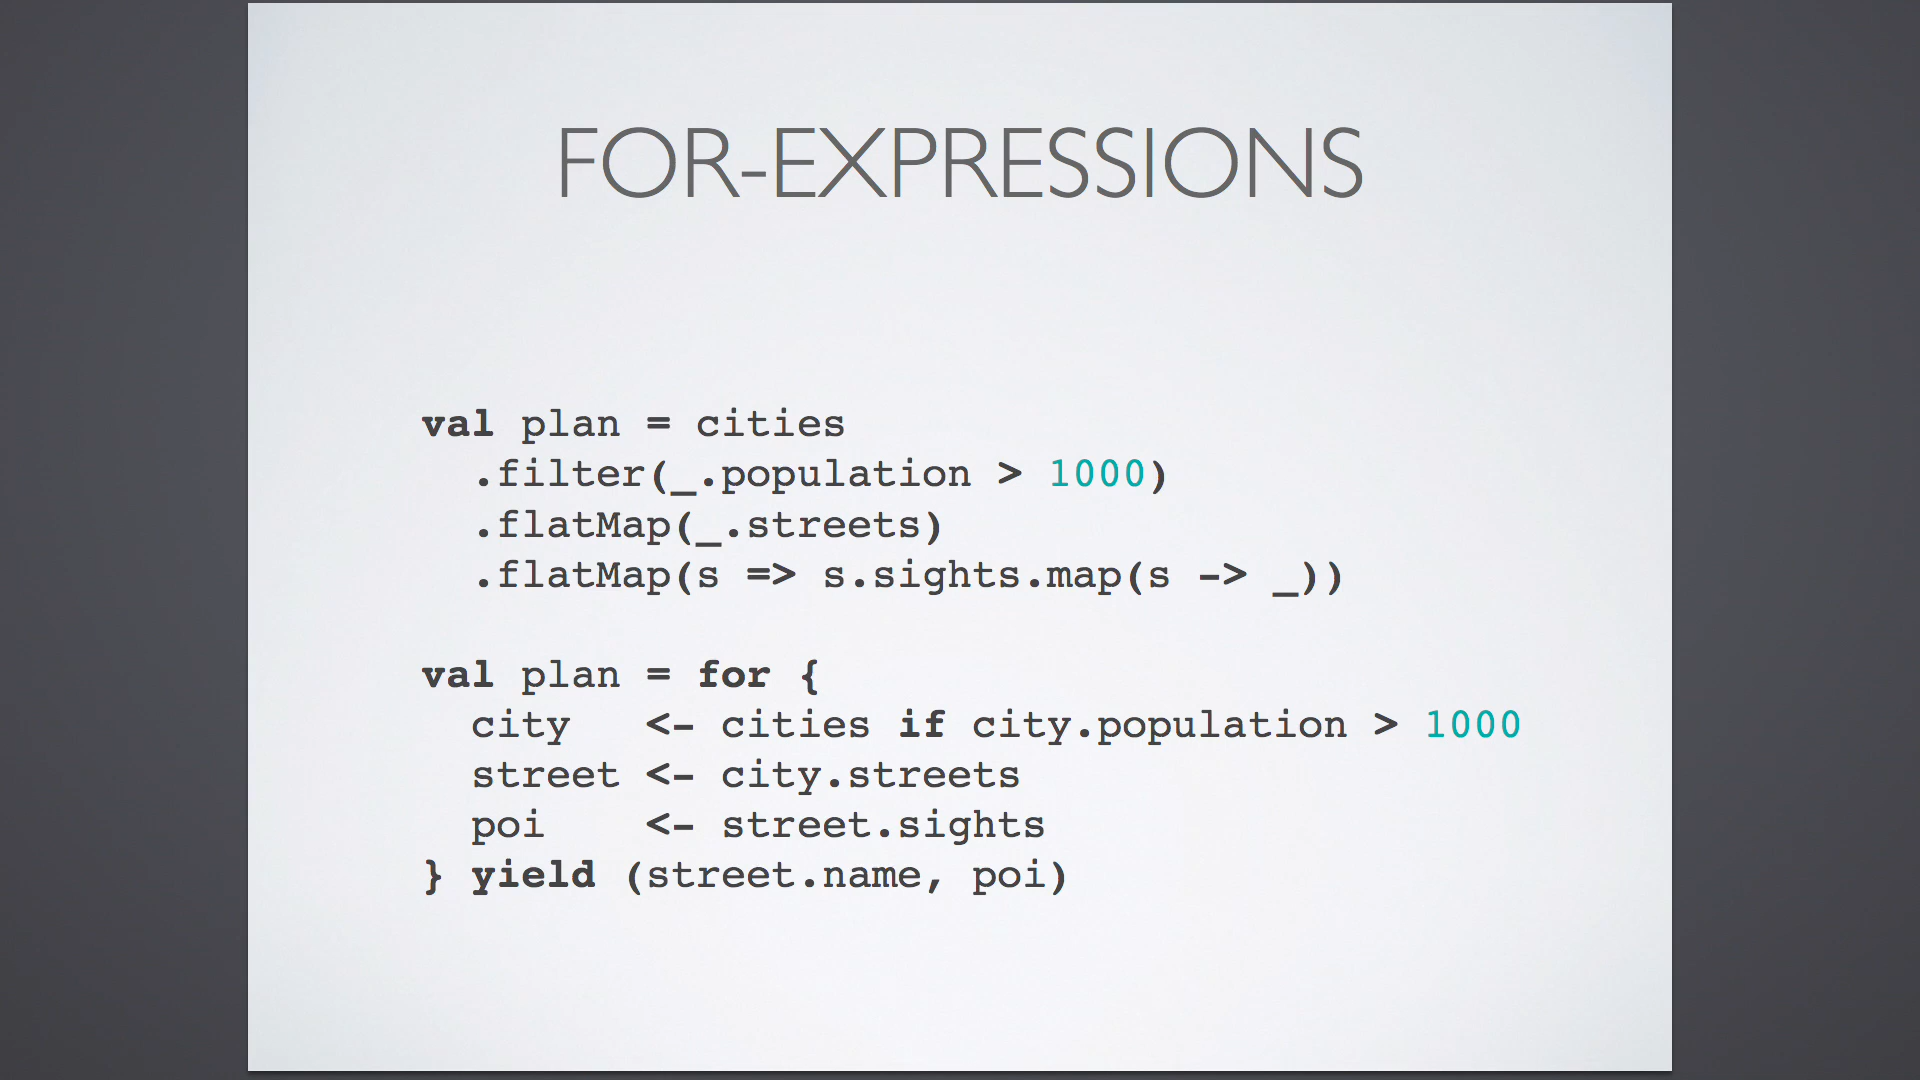 FOR-EXPRESSIONS
val plan = cities
  .filter(_.population > 1000)
  .flatMap(_.streets)
  .flatMap(s => s.sights.map(s -> _))
val plan = for {
  city   <- cities if city.population > 1000
  street <- city.streets
  poi    <- street.sights
} yield (street.name, poi)